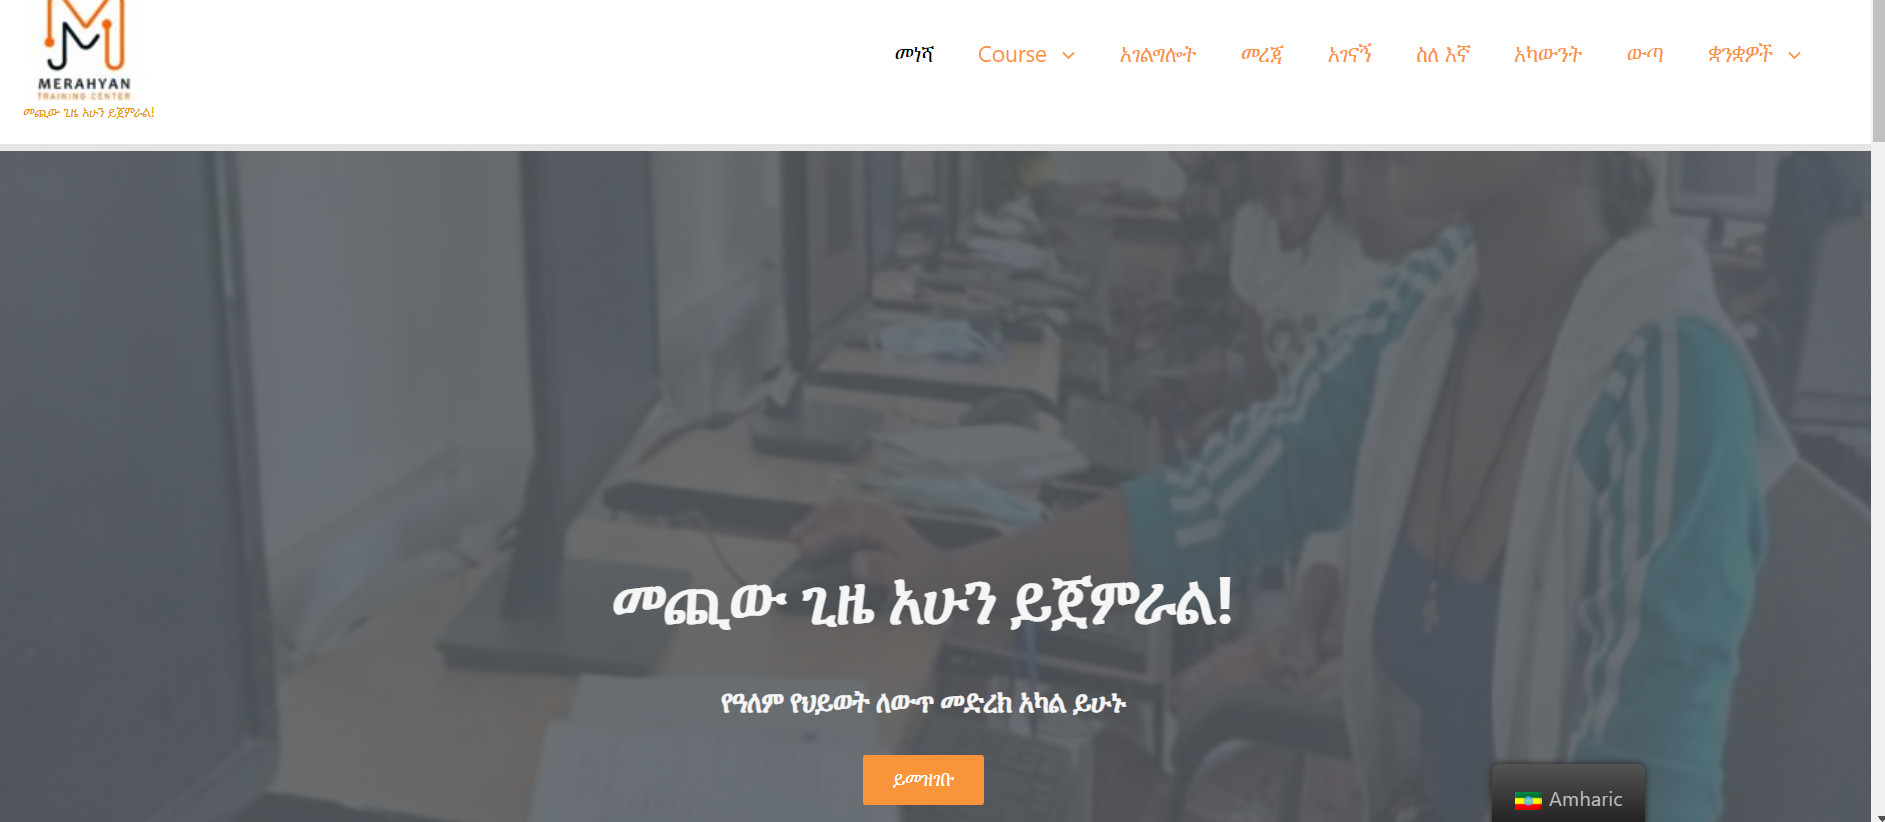 MERAHYAN
TRAINING CENTER
መጪው ጊዜ አሁን ይጀምራል!
መነሻ Course አገልግሎት መረጃ አገናኝ ስለ እኛ አካውንት ውጣ ቋንቋዎች
መጪው ጊዜ አሁን ይጀምራል!
የዓለም የህይወት ለውጥ መድረክ አካል ይሁኑ
ይመዝገቡ
Amharic